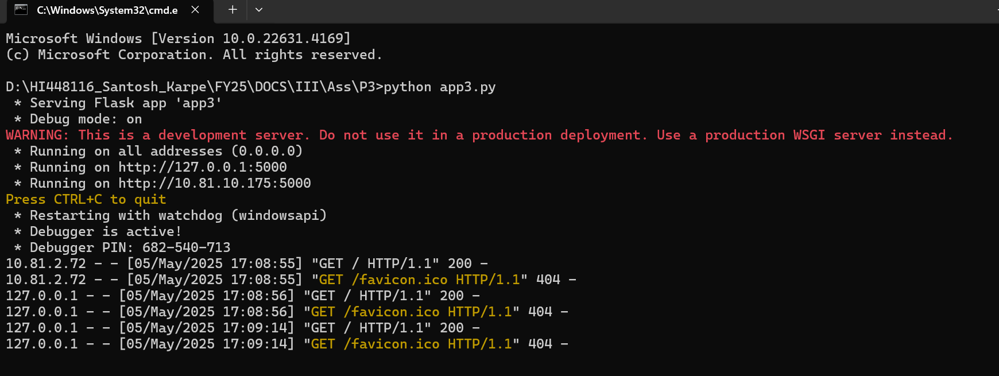 C:\Windows\System32\cmd.e
Microsoft Windows [Version 10.0.22631.4169]
(c) Microsoft Corporation. All rights reserved.
D:\HI448116_Santosh_Karpe\FY25\DOCS\III\Ass\P3>python app3.py
* Serving Flask app 'app3'
* Debug mode: on
WARNING: This is a development server. Do not use it in a production deployment. Use a production WSGI server instead.
* Running on all addresses (0.0.0.0)
* Running on http://127.0.0.1:5000
* Running on http://10.81.10.175:5000
Press CTRL+C to quit
* Restarting with watchdog (windowsapi)
* Debugger is active!
* Debugger PIN: 682-540-713
10.81.2.72 - - [05/May/2025 17:08:55] "GET / HTTP/1.1" 200 -
10.81.2.72 - - [05/May/2025 17:08:55] "GET /favicon.ico HTTP/1.1" 404 -
127.0.0.1 - - [05/May/2025 17:08:56] "GET / HTTP/1.1" 200 -
127.0.0.1 - - [05/May/2025 17:08:56] "GET /favicon.ico HTTP/1.1" 404 -
127.0.0.1 - - [05/May/2025 17:09:14] "GET / HTTP/1.1" 200 -
127.0.0.1 - - [05/May/2025 17:09:14] "GET /favicon.ico HTTP/1.1" 404 -